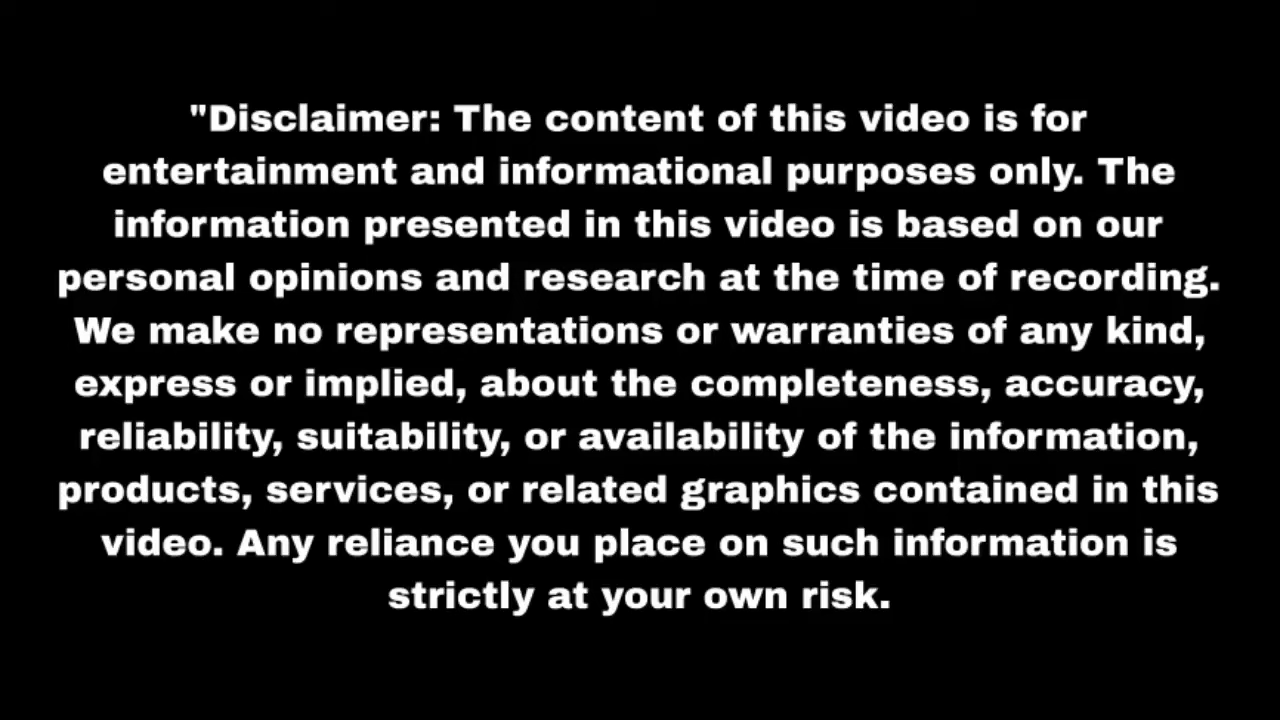 "Disclaimer: The content of this video is for
entertainment and informational purposes only. The
information presented in this video is based on our
personal opinions and research at the time of recording.
We make no representations or warranties of any kind,
express or implied, about the completeness, accuracy,
reliability, suitability, or availability of the information,
products, services, or related graphics contained in this
video. Any reliance you place on such information is
strictly at your own risk.